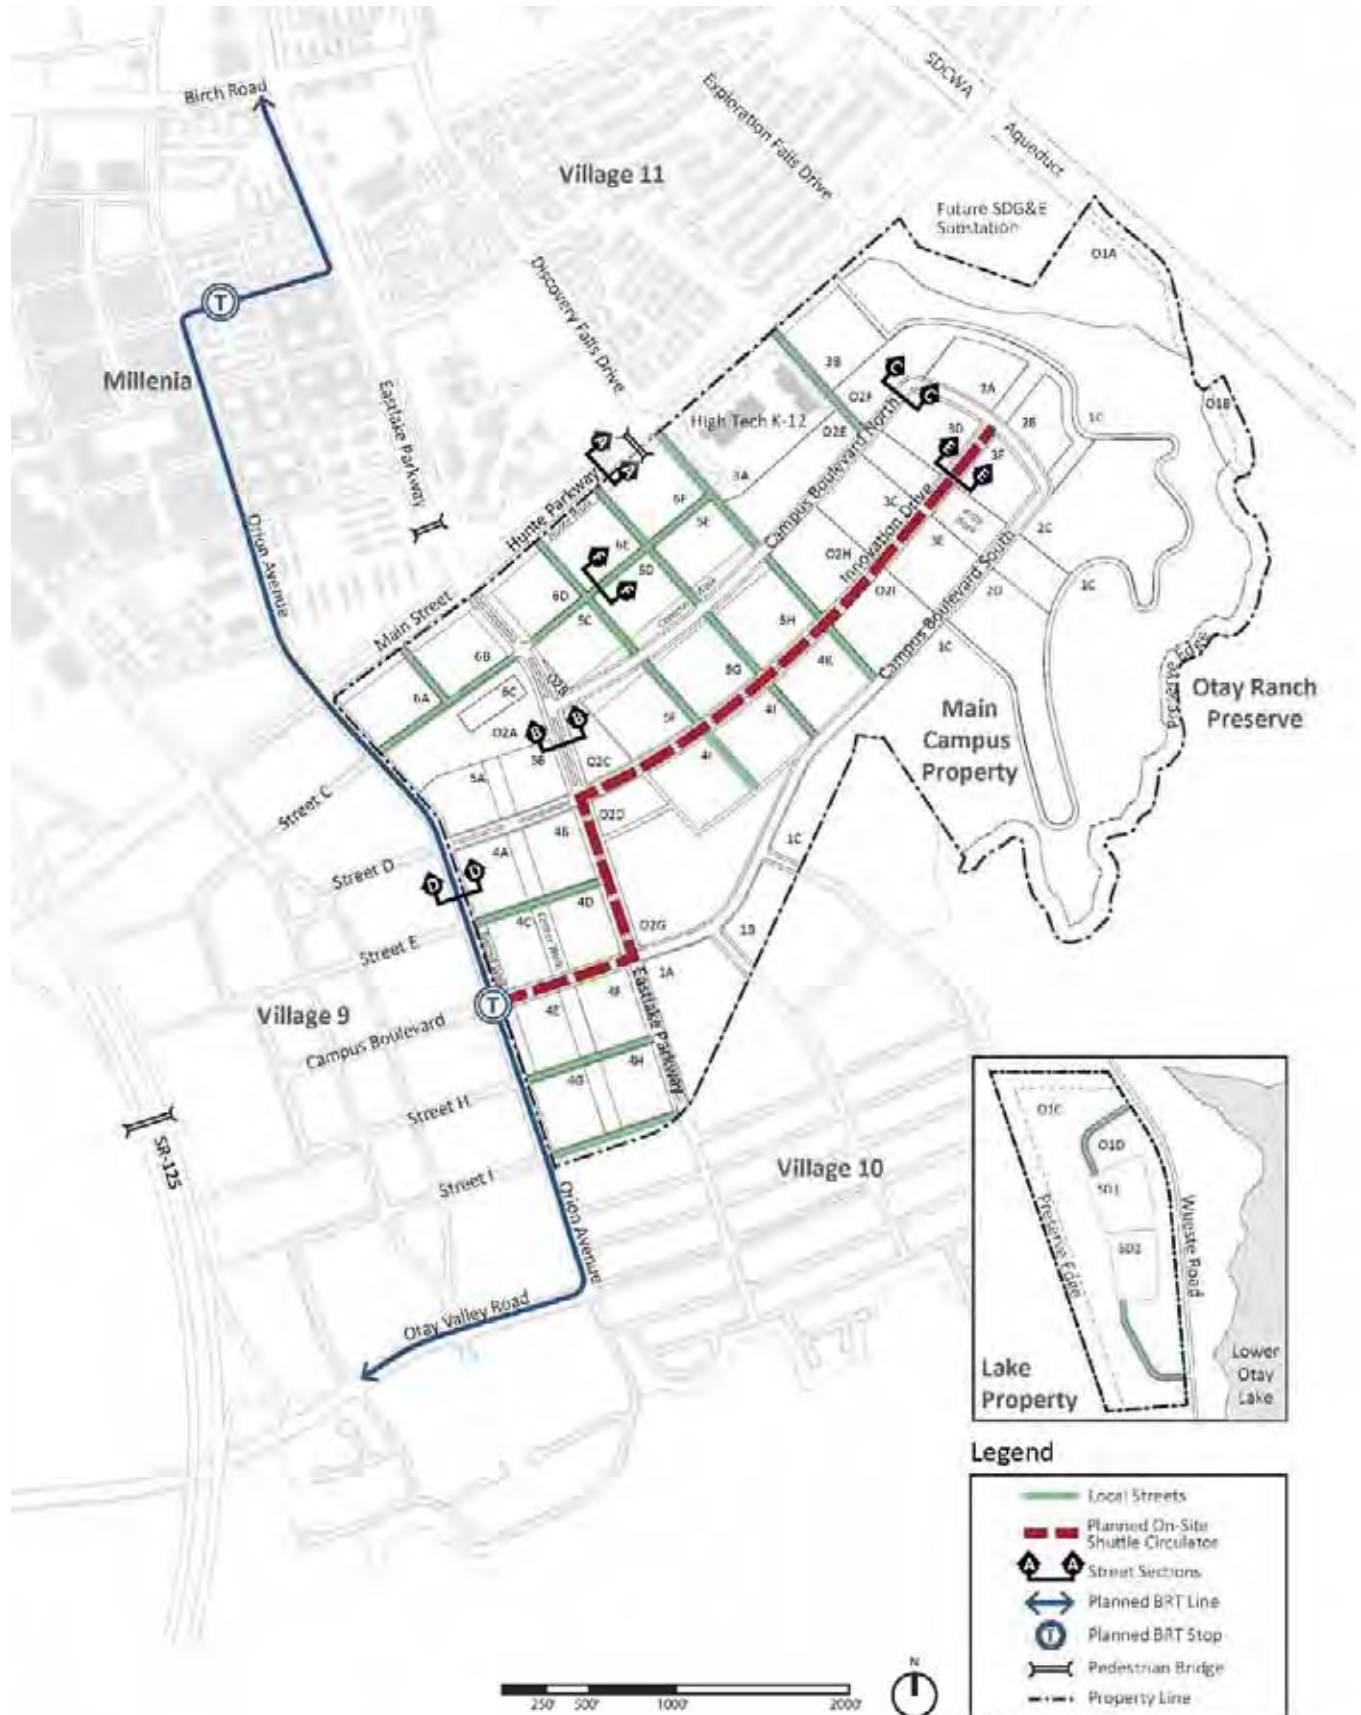 Birch Road
SDCWA
Aqueduct
Exploration Falls Drive
Village 11
Future SDG&E
Substation
O1A
Discovery Falls Drive
T
Millenia
Eastlake Parkway
3B
O2F
C
C
2A
2B
1C
O1B
High Tech K-12
O2E
Campus Boulevard North
3D
3F
E
E
A
A
3A
Hunte Parkway
6F
5E
3C
Innovation Drive
3E
2C
Orion Avenue
6E
5D
F
F
O2H
O2I
Campus Boulevard South
2D
1C
Main Street
6D
5C
5H
4K
1C
6B
6A
6C
O2B
5G
4J
Preserve Edge
Otay Ranch
Preserve
O2A
B
B
5F
4I
Main
Campus
Property
5B
O2C
5A
Street C
O2D
4B
4A
1C
Street D
D
D
4D
4C
O2G
1B
Street E
1A
Village 9
T
4F
4E
Eastlake Parkway
Campus Boulevard
4H
4G
Street H
SR-125
Street I
Village 10
Orion Avenue
Otay Valley Road
O1C
O1D
SD1
SD2
Preserve Edge
Wueste Road
Lake
Property
Lower
Otay
Lake
Legend
Local Streets
Planned On-Site
Shuttle Circulator
A A
Street Sections
Planned BRT Line
T
Planned BRT Stop
Pedestrian Bridge
Property Line
N
250' 500' 1000' 2000'